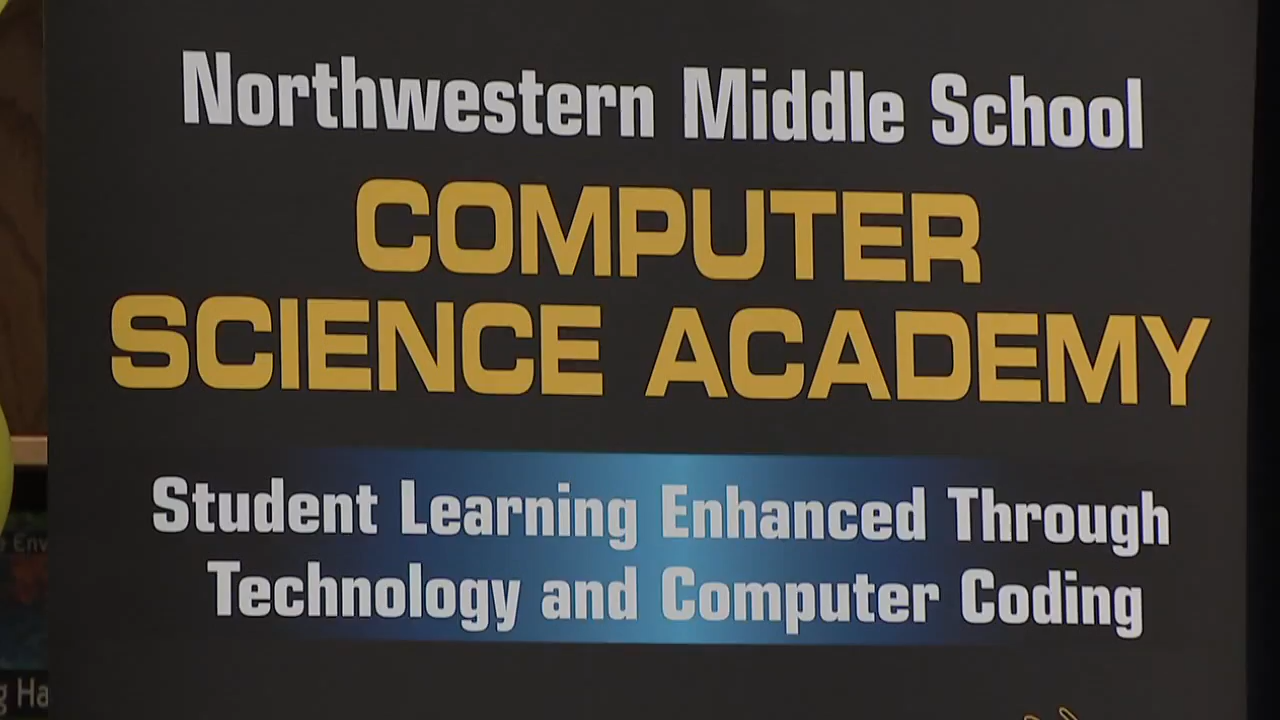 Northwestern Middle School
COMPUTER
SCIENCE ACADEMY
Student Learning Enhanced Through
Technology and Computer Coding